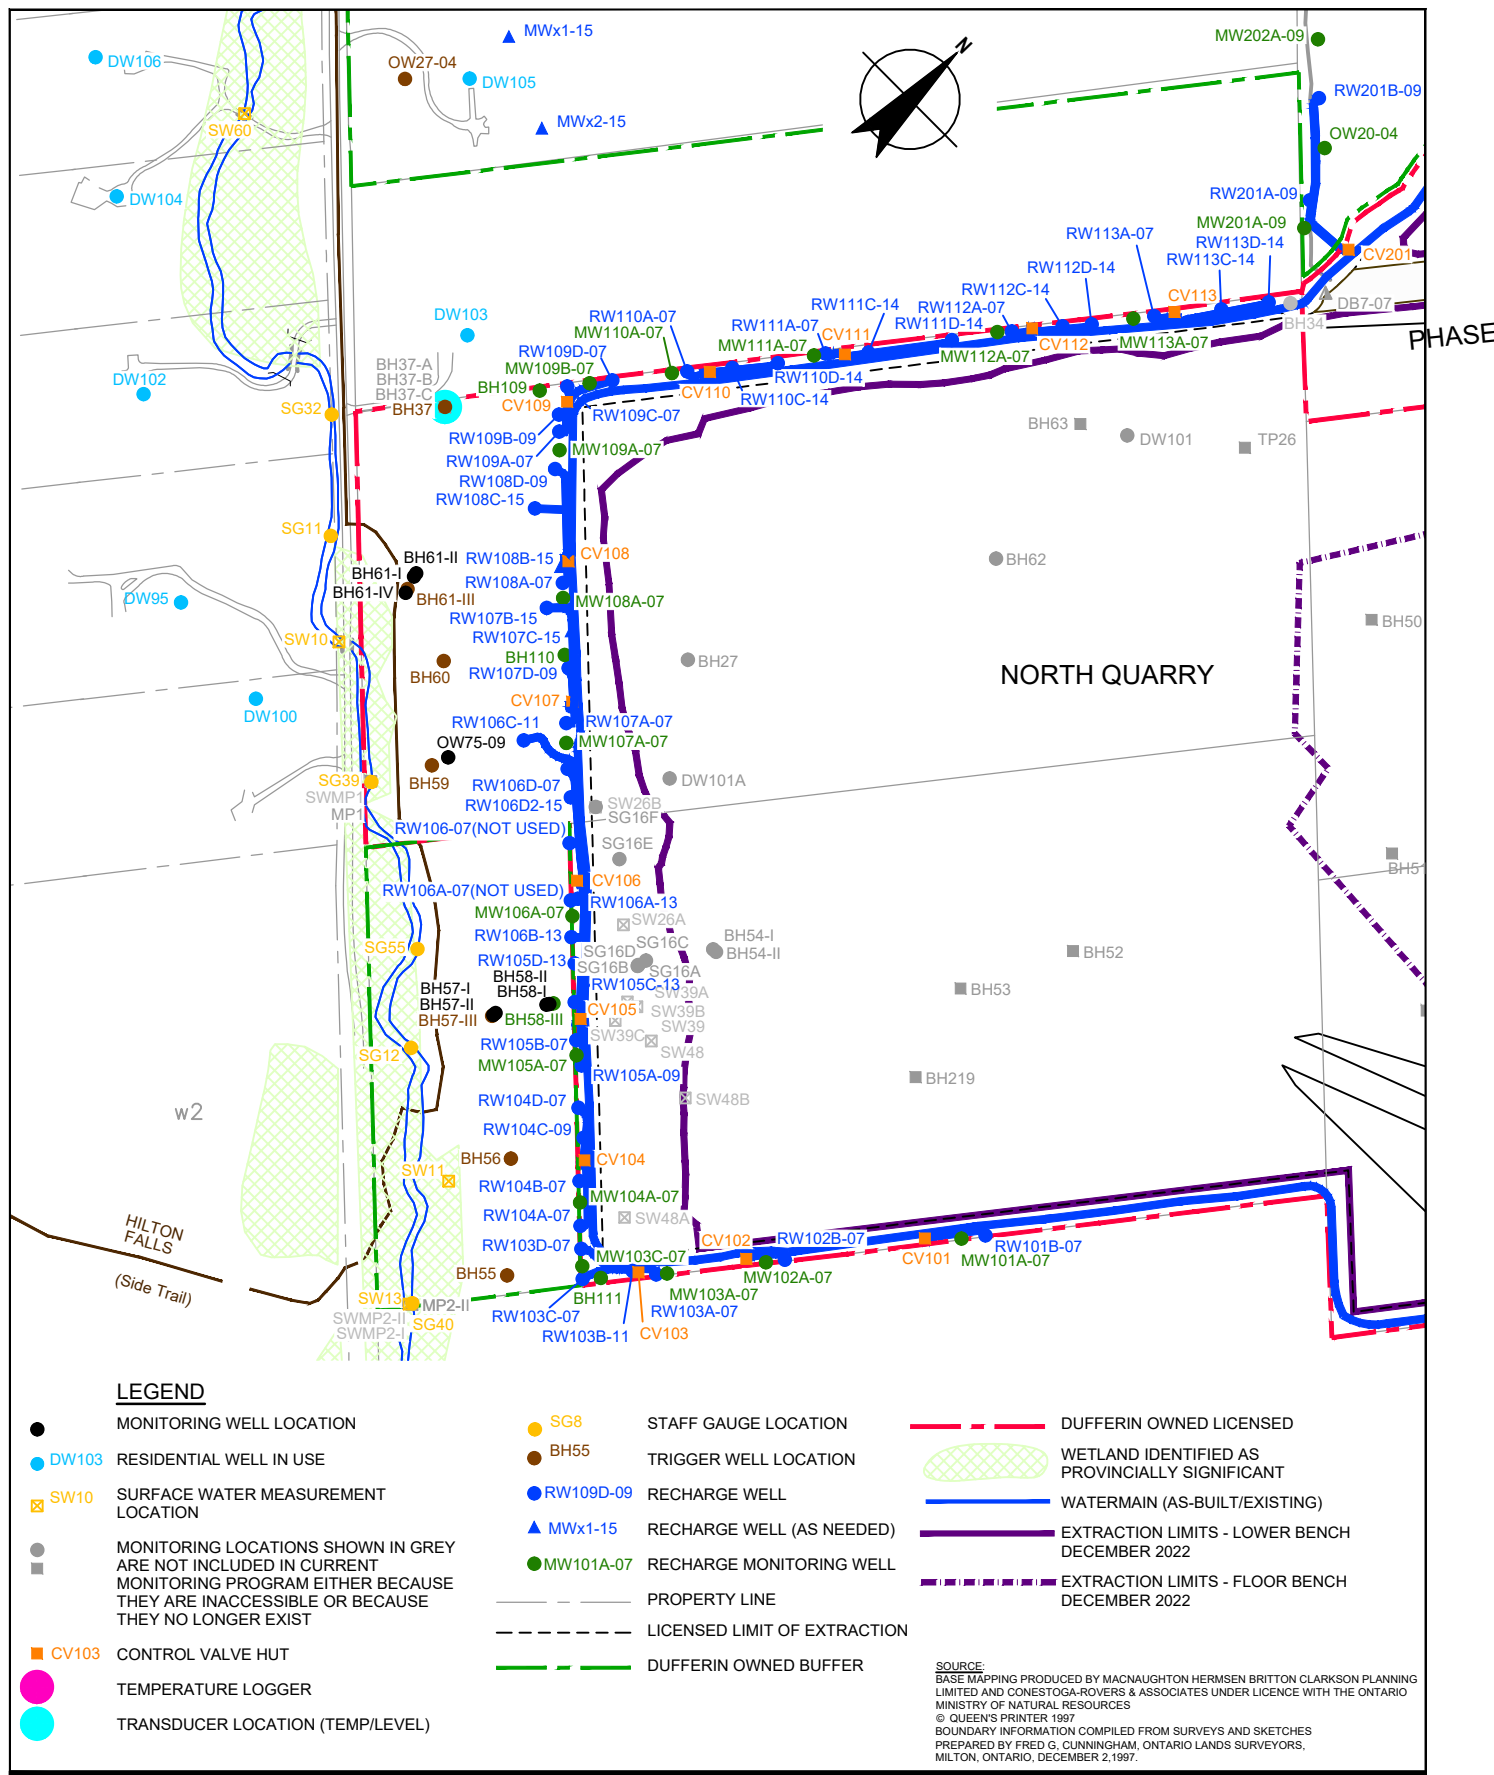 MWx1-15
MW202A-09
DW106
OW27-04
DW105
RW201B-09
N
MWx2-15
SW60
OW20-04
DW104
RW201A-09
MW201A-09
RW113A-07
RW113D-14
CV201
RW113C-14
RW112D-14
RW112C-14
CV113
DB7-07
RW111C-14
RW112A-07
BH34
DW103
RW110A-07
RW111A-07
CV111
RW111D-14
PHASE
MW110A-07
MW111A-07
CV112
MW113A-07
RW109D-07
MW112A-07
BH37-A
MW109B-07
BH37-B
RW110D-14
DW102
BH37-C
BH109
CV110
RW110C-14
SG32
BH37
CV109
RW109C-07
BH63
DW101
TP26
RW109B-09
MW109A-07
RW109A-07
RW108D-09
RW108C-15
SG11
BH61-II
RW108B-15
CV108
BH62
BH61-I
RW108A-07
BH61-IV
BH61-III
DW95
MW108A-07
RW107B-15
BH50
SW10
RW107C-15
BH110
BH27
BH60
RW107D-09
NORTH QUARRY
CV107
DW100
RW106C-11
RW107A-07
OW75-09
MW107A-07
BH59
SG39
DW101A
RW106D-07
SWMP1
RW106D2-15
SW26B
MP1
SG16F
RW106-07(NOT USED)
SG16E
BH51
CV106
RW106A-07(NOT USED)
RW106A-13
MW106A-07
SW26A
RW106B-13
SG16C
BH54-I
SG55
SG16D
BH54-II
BH52
RW105D-13
SG16B
SG16A
BH58-II
RW105C-13
BH57-I
BH58-I
SW39A
BH53
BH57-II
CV105
SW39B
BH57-III
BH58-III
SW39
SW39C
RW105B-07
SG12
SW48
MW105A-07
RW105A-09
BH219
RW104D-07
SW48B
w2
RW104C-09
BH56
CV104
SW11
RW104B-07
MW104A-07
RW104A-07
SW48A
HILTON
FALLS
CV102
RW102B-07
RW103D-07
MW103C-07
CV101
RW101B-07
MW101A-07
(Side Trail)
BH55
MW102A-07
SW13
MP2-II
BH111
MW103A-07
SWMP2-II
SG40
RW103C-07
RW103A-07
SWMP2-I
RW103B-11
CV103
LEGEND
MONITORING WELL LOCATION
DW103 RESIDENTIAL WELL IN USE
SW10 SURFACE WATER MEASUREMENT
LOCATION
MONITORING LOCATIONS SHOWN IN GREY
ARE NOT INCLUDED IN CURRENT
MONITORING PROGRAM EITHER BECAUSE
THEY ARE INACCESSIBLE OR BECAUSE
THEY NO LONGER EXIST
CV103 CONTROL VALVE HUT
TEMPERATURE LOGGER
TRANSDUCER LOCATION (TEMP/LEVEL)
SG8 STAFF GAUGE LOCATION
BH55 TRIGGER WELL LOCATION
RW109D-09 RECHARGE WELL
MWx1-15 RECHARGE WELL (AS NEEDED)
MW101A-07 RECHARGE MONITORING WELL
PROPERTY LINE
LICENSED LIMIT OF EXTRACTION
DUFFERIN OWNED BUFFER
DUFFERIN OWNED LICENSED
WETLAND IDENTIFIED AS
PROVINCIALLY SIGNIFICANT
WATERMAIN (AS-BUILT/EXISTING)
EXTRACTION LIMITS - LOWER BENCH
DECEMBER 2022
EXTRACTION LIMITS - FLOOR BENCH
DECEMBER 2022
SOURCE:
BASE MAPPING PRODUCED BY MACNAUGHTON HERMSEN BRITTON CLARKSON PLANNING
LIMITED AND CONESTOGA-ROVERS & ASSOCIATES UNDER LICENCE WITH THE ONTARIO
MINISTRY OF NATURAL RESOURCES
© QUEEN'S PRINTER 1997
BOUNDARY INFORMATION COMPILED FROM SURVEYS AND SKETCHES
PREPARED BY FRED G, CUNNINGHAM, ONTARIO LANDS SURVEYORS,
MILTON, ONTARIO, DECEMBER 2,1997.